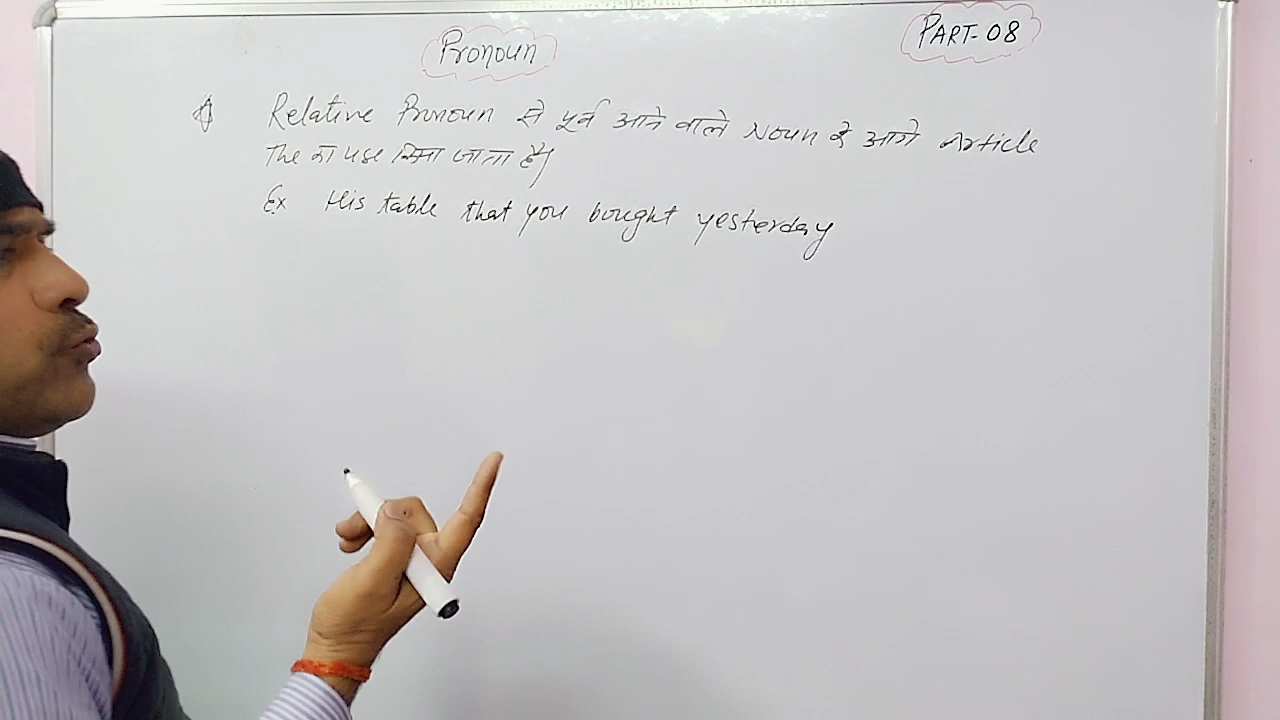 Pronoun
PART-08
Relative Pronoun से पूर्व आने वाले Noun के आगे Article
The का use किया जाता है।
Ex His table that you bought yesterday